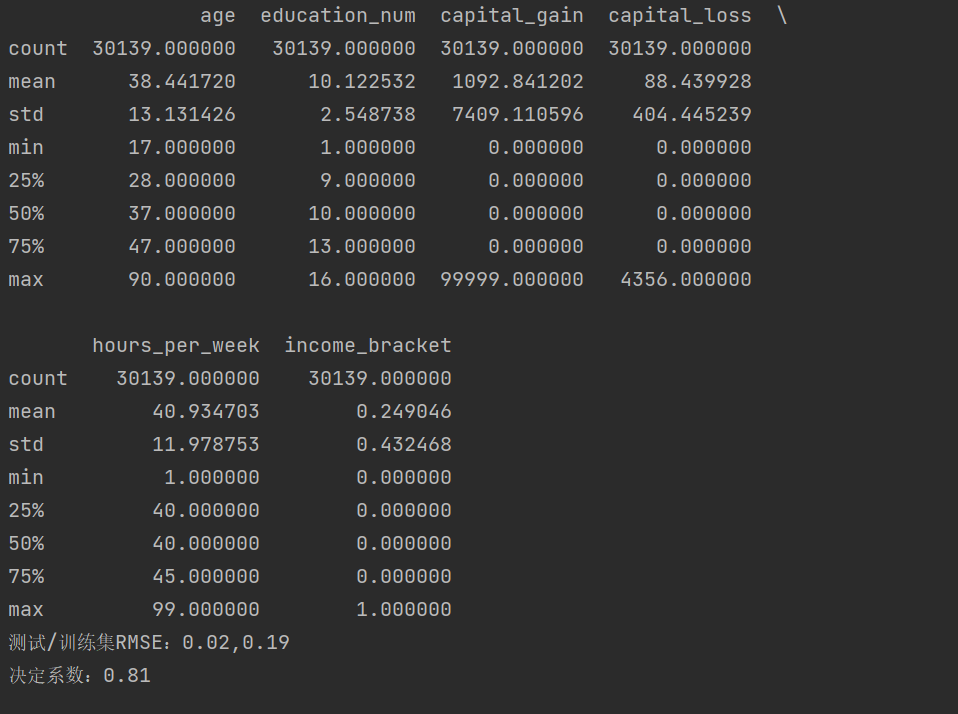 age education_num capital_gain capital_loss \
count 30139.000000 30139.000000 30139.000000 30139.000000
mean 38.441720 10.122532 1092.841202 88.439928
std 13.131426 2.548738 7409.110596 404.445239
min 17.000000 1.000000 0.000000 0.000000
25% 28.000000 9.000000 0.000000 0.000000
50% 37.000000 10.000000 0.000000 0.000000
75% 47.000000 13.000000 0.000000 0.000000
max 90.000000 16.000000 99999.000000 4356.000000
hours_per_week income_bracket
count 30139.000000 30139.000000
mean 40.934703 0.249046
std 11.978753 0.432468
min 1.000000 0.000000
25% 40.000000 0.000000
50% 40.000000 0.000000
75% 45.000000 0.000000
max 99.000000 1.000000
测试/训练集RMSE：0.02,0.19
决定系数：0.81